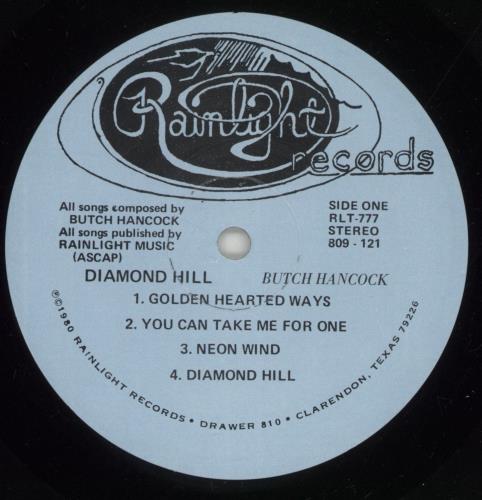 Rainlight
records
All songs composed by
BUTCH HANCOCK
All songs published by
RAINLIGHT MUSIC
(ASCAP)
SIDE ONE
RLT-777
STEREO
809 - 121
DIAMOND HILL BUTCH HANCOCK
1. GOLDEN HEARTED WAYS
2. YOU CAN TAKE ME FOR ONE
3. NEON WIND
4. DIAMOND HILL
℗©1980 RAINLIGHT RECORDS • DRAWER 810 • CLARENDON, TEXAS 79226